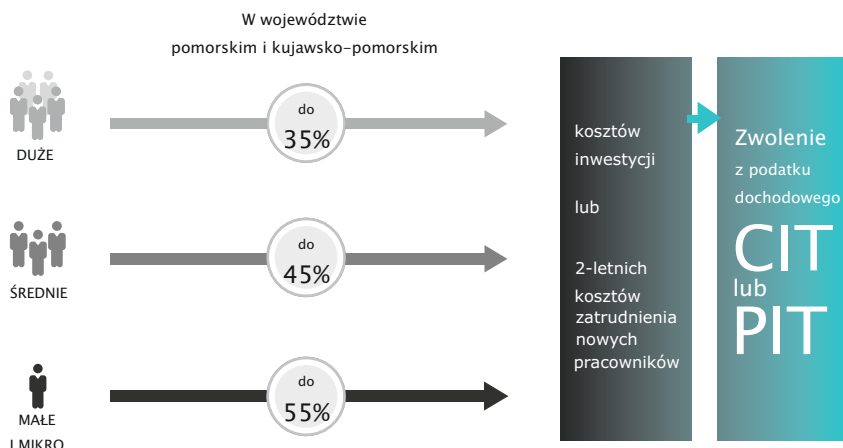 W województwie
pomorskim i kujawsko-pomorskim
DUŻE
do
35%
ŚREDNIE
do
45%
MAŁE
I MIKRO
do
55%
kosztów
inwestycji
lub
2-letnich
kosztów
zatrudnienia
nowych
pracowników
Zwolenie
z podatku
dochodowego
CIT
lub
PIT